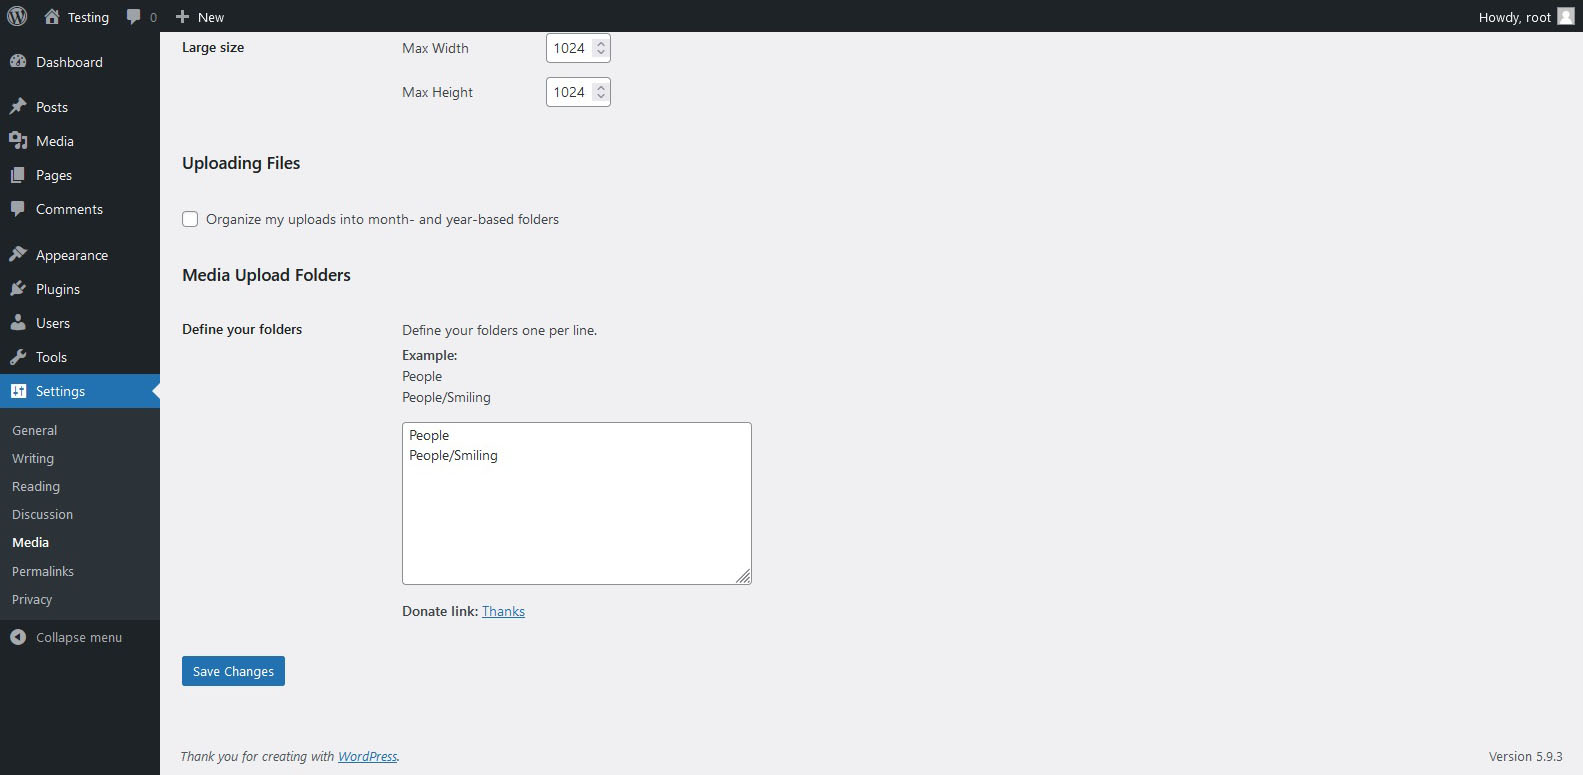 Testing 0 New Howdy, root
Dashboard
Posts
Media
Pages
Comments
Appearance
Plugins
Users
Tools
Settings
General
Writing
Reading
Discussion
Media
Permalinks
Privacy
Collapse menu
Large size Max Width 1024
Max Height 1024
Uploading Files
Organize my uploads into month- and year-based folders
Media Upload Folders
Define your folders Define your folders one per line.
Example:
People
People/Smiling
People
People/Smiling
Donate link: Thanks
Save Changes
Thank you for creating with WordPress. Version 5.9.3